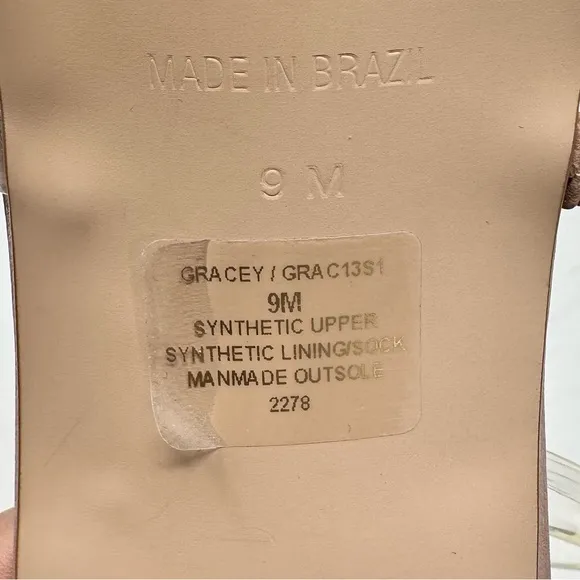 MADE IN BRAZIL
9 M
GRACEY / GRAC13S1
9M
SYNTHETIC UPPER
SYNTHETIC LINING/SOCK
MANMADE OUTSOLE
2278